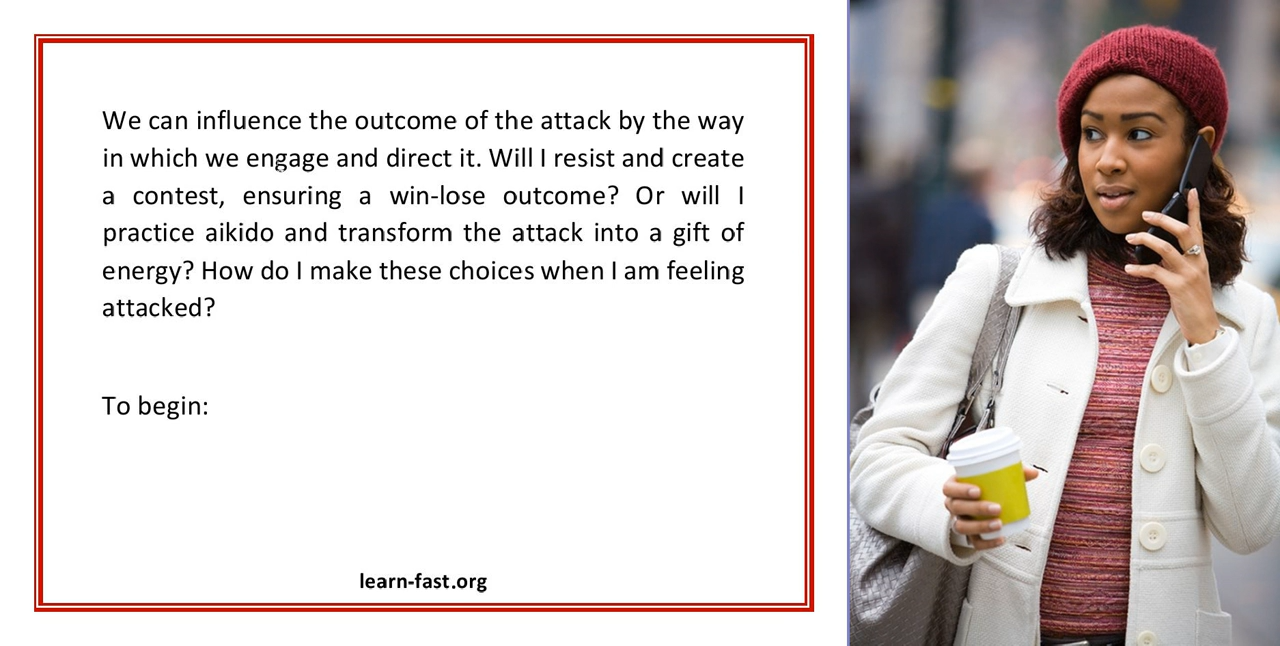 We can influence the outcome of the attack by the way
in which we engage and direct it. Will I resist and create
a contest, ensuring a win-lose outcome? Or will I
practice aikido and transform the attack into a gift of
energy? How do I make these choices when I am feeling
attacked?
To begin:
learn-fast.org